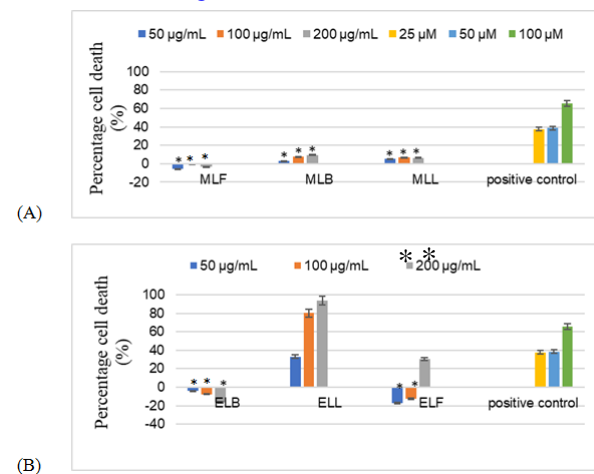 50 µg/mL 100 µg/mL 200 µg/mL 25 µM 50 µM 100 µM
Percentage cell death
(%)
100
80
60
40
20
0
-20
* * *
* * *
* * *
MLF MLB MLL positive control
(A)
* *
50 µg/mL 100 µg/mL 200 µg/mL
Percentage cell death
(%)
100
80
60
40
20
0
-20
-40
* * *
* *
ELB ELL ELF positive control
(B)